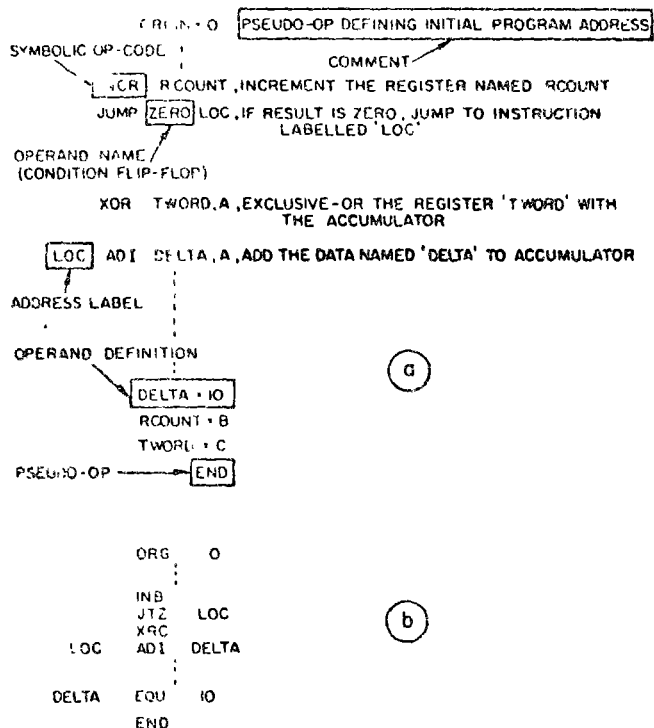 = 0 PSEUDO-OP DEFINING INITIAL PROGRAM ADDRESS
SYMBOLIC OP-CODE
COMMENT
RCOUNT, INCREMENT THE REGISTER NAMED RCOUNT
JUMP ZERO LOC, IF RESULT IS ZERO, JUMP TO INSTRUCTION
LABELLED 'LOC'
OPERAND NAME
(CONDITION FLIP-FLOP)
XOR TWORD, A, EXCLUSIVE-OR THE REGISTER 'TWORD' WITH
THE ACCUMULATOR
LOC ADI DELTA, A, ADD THE DATA NAMED 'DELTA' TO ACCUMULATOR
ADDRESS LABEL
OPERAND DEFINITION
a
DELTA = 10
RCOUNT = B
TWORD = C
PSEUDO-OP END
ORG 0
INB
JTZ LOC
b
XRC
LOC ADI DELTA
DELTA EQU 10
END